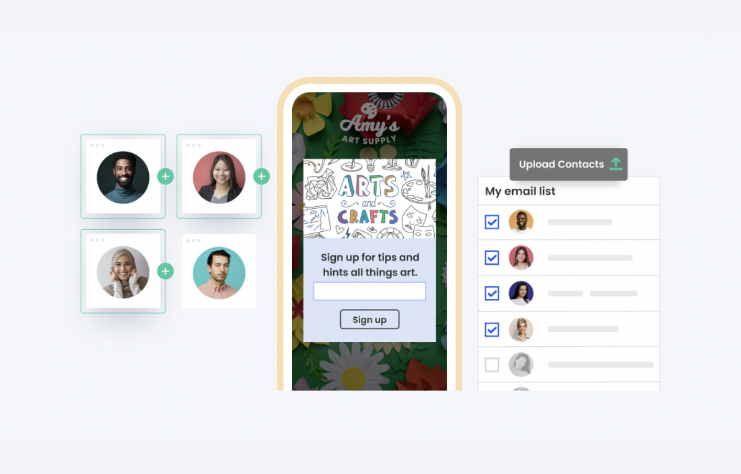 Amy's
ART SUPPLY
ARTS
and
CRAFTS
Sign up for tips and
hints all things art.
Sign up
Upload Contacts
My email list